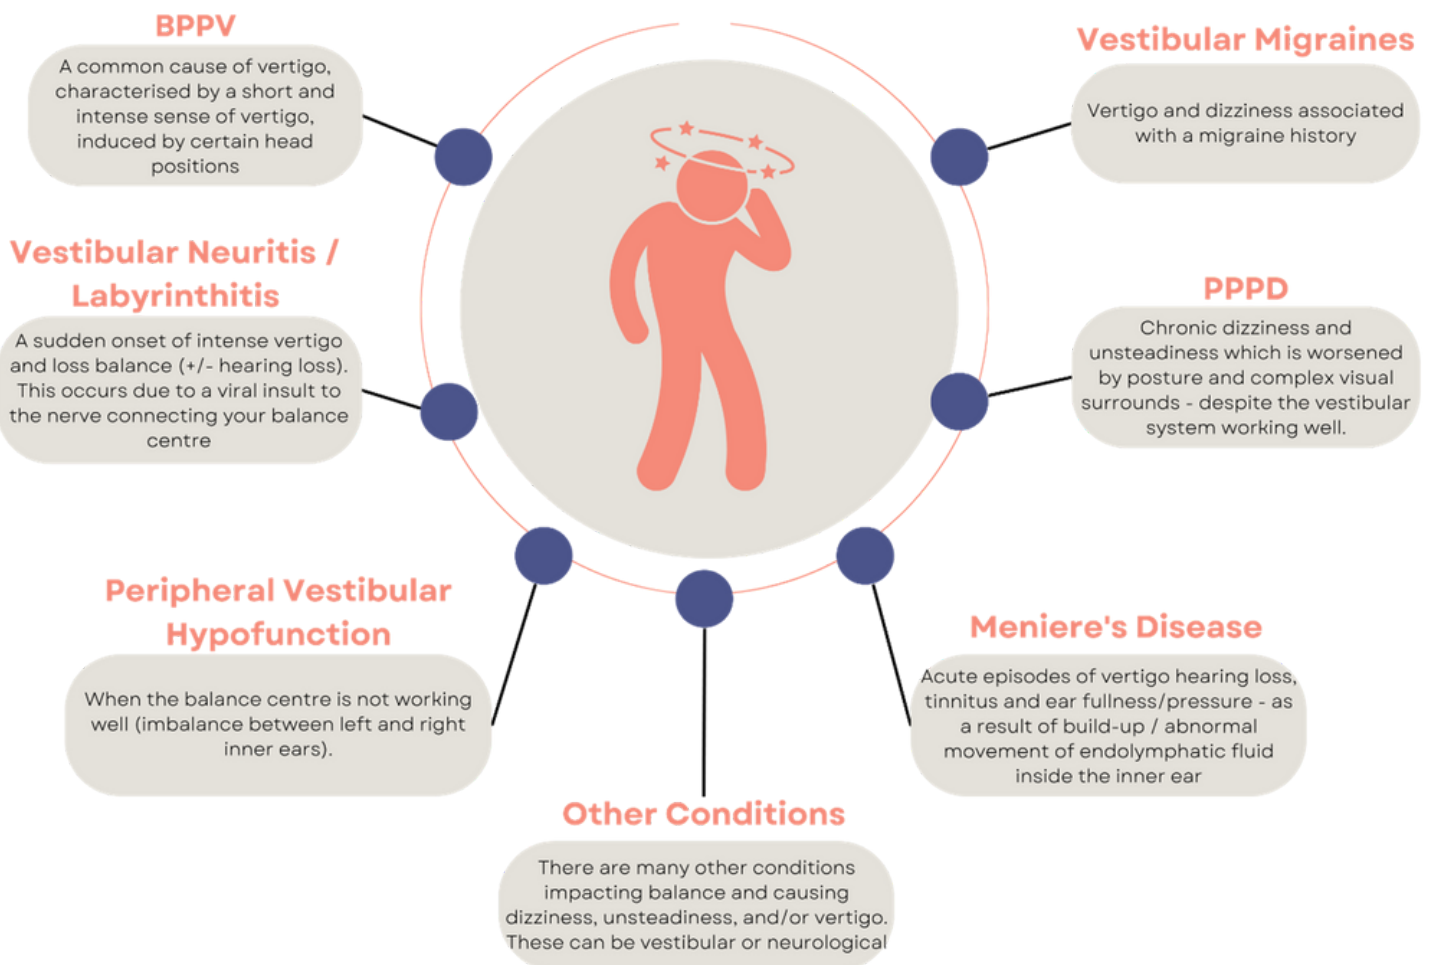 BPPV
A common cause of vertigo,
characterised by a short and
intense sense of vertigo,
induced by certain head
positions
Vestibular Neuritis /
Labyrinthitis
A sudden onset of intense vertigo
and loss balance (+/- hearing loss).
This occurs due to a viral insult to
the nerve connecting your balance
centre
Peripheral Vestibular
Hypofunction
When the balance centre is not working
well (imbalance between left and right
inner ears).
Other Conditions
There are many other conditions
impacting balance and causing
dizziness, unsteadiness, and/or vertigo.
These can be vestibular or neurological
Meniere's Disease
Acute episodes of vertigo hearing loss,
tinnitus and ear fullness/pressure - as
a result of build-up / abnormal
movement of endolymphatic fluid
inside the inner ear
PPPD
Chronic dizziness and
unsteadiness which is worsened
by posture and complex visual
surrounds - despite the vestibular
system working well.
Vestibular Migraines
Vertigo and dizziness associated
with a migraine history